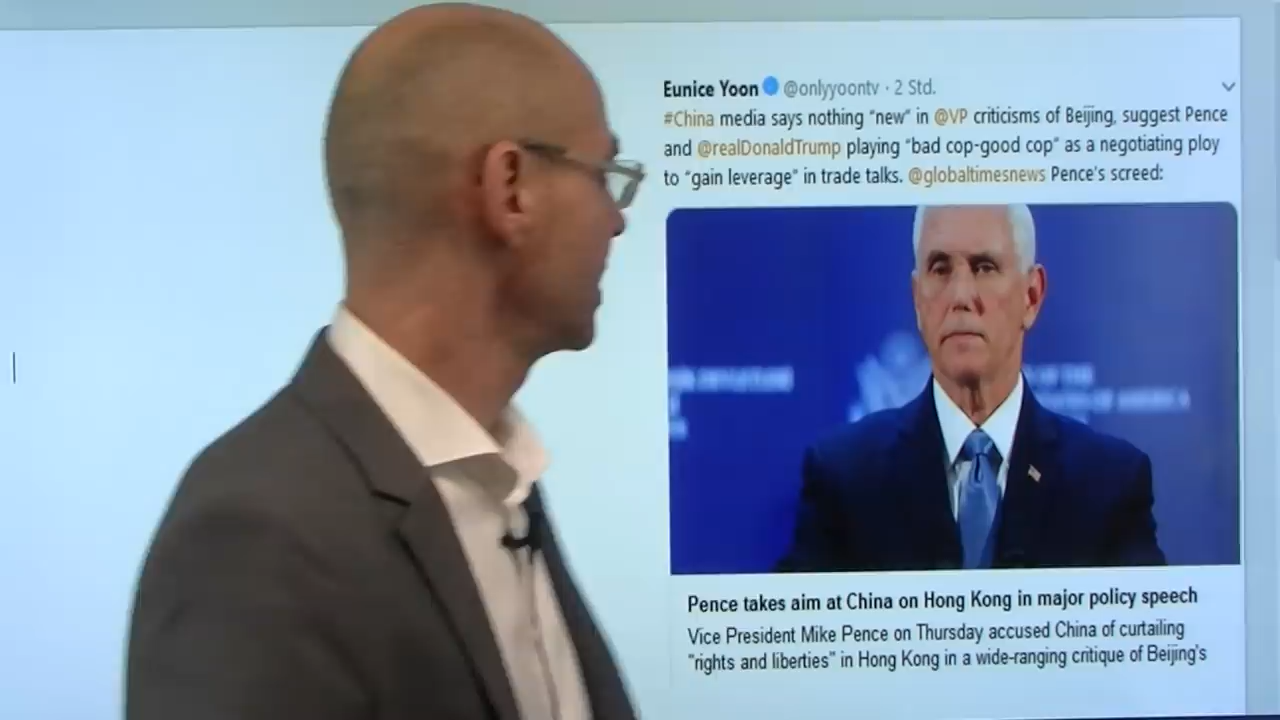 Eunice Yoon @onlyyoontv · 2 Std.
#China media says nothing "new" in @VP criticisms of Beijing, suggest Pence
and @realDonaldTrump playing "bad cop-good cop" as a negotiating ploy
to "gain leverage" in trade talks. @globaltimesnews Pence's screed:
Pence takes aim at China on Hong Kong in major policy speech
Vice President Mike Pence on Thursday accused China of curtailing
"rights and liberties" in Hong Kong in a wide-ranging critique of Beijing's